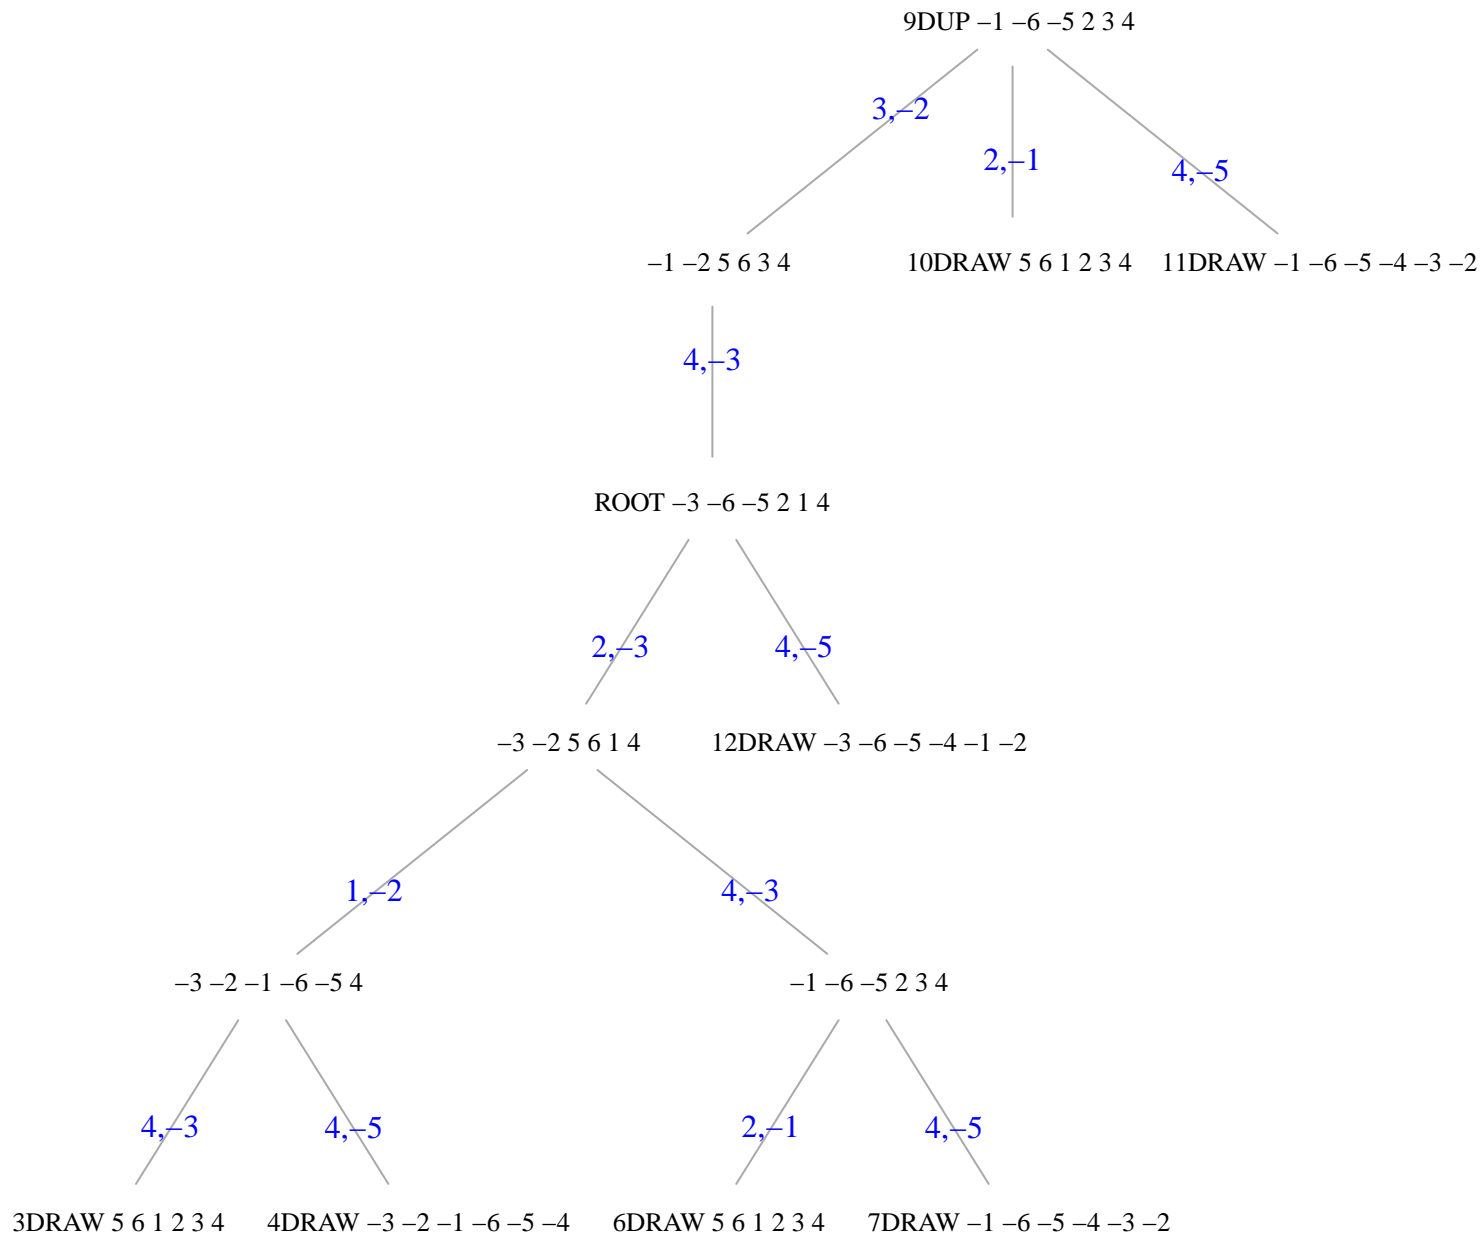 9DUP –1 –6 –5 2 3 4
3,–2
2,–1
4,–5
–1 –2 5 6 3 4
10DRAW 5 6 1 2 3 4
11DRAW –1 –6 –5 –4 –3 –2
4,–3
ROOT –3 –6 –5 2 1 4
2,–3
4,–5
–3 –2 5 6 1 4
12DRAW –3 –6 –5 –4 –1 –2
1,–2
4,–3
–3 –2 –1 –6 –5 4
–1 –6 –5 2 3 4
4,–3
4,–5
2,–1
4,–5
3DRAW 5 6 1 2 3 4
4DRAW –3 –2 –1 –6 –5 –4
6DRAW 5 6 1 2 3 4
7DRAW –1 –6 –5 –4 –3 –2